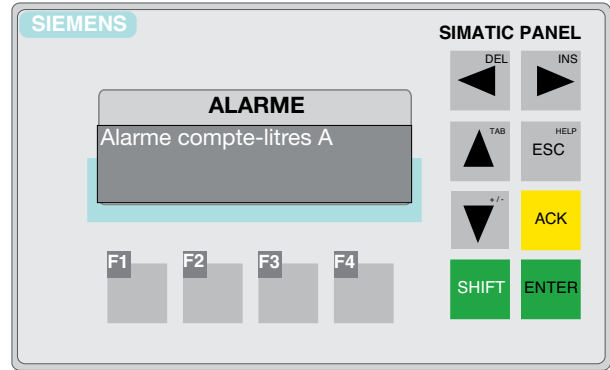 SIEMENS
SIMATIC PANEL
DEL
INS
ALARME
Alarme compte-litres A
TAB
HELP
ESC
+ / -
ACK
F1
F2
F3
F4
SHIFT
ENTER